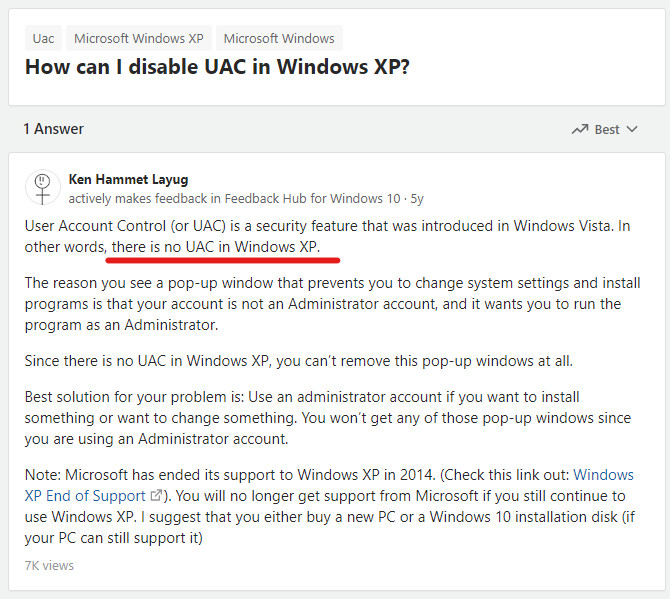 Uac Microsoft Windows XP Microsoft Windows
How can I disable UAC in Windows XP?
1 Answer
Best
Ken Hammet Layug
actively makes feedback in Feedback Hub for Windows 10 · 5y
User Account Control (or UAC) is a security feature that was introduced in Windows Vista. In
other words, there is no UAC in Windows XP.
The reason you see a pop-up window that prevents you to change system settings and install
programs is that your account is not an Administrator account, and it wants you to run the
program as an Administrator.
Since there is no UAC in Windows XP, you can’t remove this pop-up windows at all.
Best solution for your problem is: Use an administrator account if you want to install
something or want to change something. You won’t get any of those pop-up windows since
you are using an Administrator account.
Note: Microsoft has ended its support to Windows XP in 2014. (Check this link out: Windows
XP End of Support). You will no longer get support from Microsoft if you still continue to
use Windows XP. I suggest that you either buy a new PC or a Windows 10 installation disk (if
your PC can still support it)
7K views